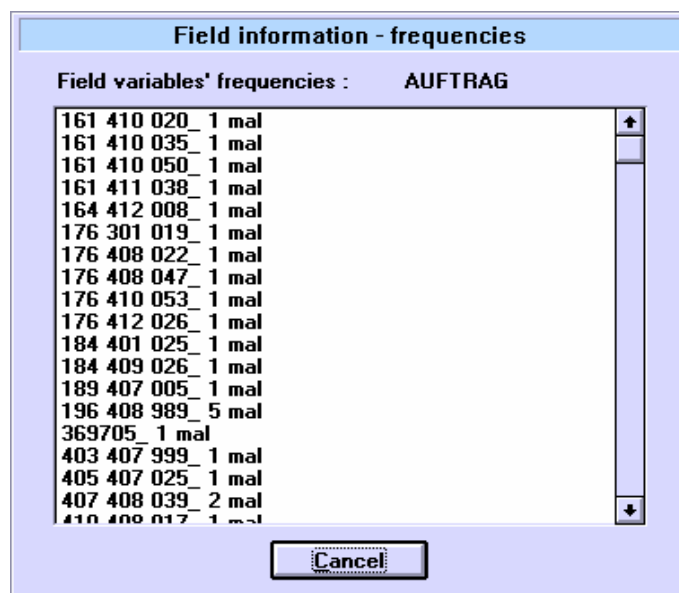 Field information - frequencies
Field variables' frequencies : AUFTRAG
161 410 020_ 1 mal
161 410 035_ 1 mal
161 410 050_ 1 mal
161 411 038_ 1 mal
164 412 008_ 1 mal
176 301 019_ 1 mal
176 408 022_ 1 mal
176 408 047_ 1 mal
176 410 053_ 1 mal
176 412 026_ 1 mal
184 401 025_ 1 mal
184 409 026_ 1 mal
189 407 005_ 1 mal
196 408 989_ 5 mal
369705_ 1 mal
403 407 999_ 1 mal
405 407 025_ 1 mal
407 408 039_ 2 mal
410 408 017_ 1 mal
Cancel